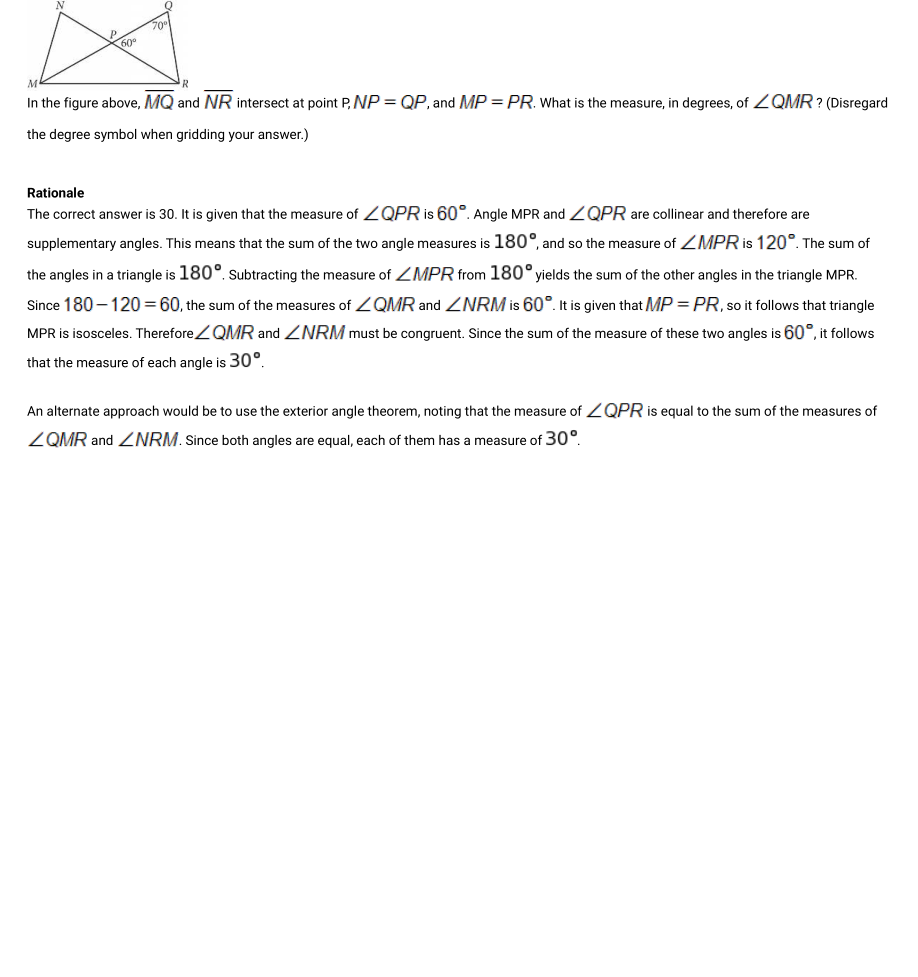 N Q
70°
P
60°
M R
In the figure above, MQ and NR intersect at point P, NP = QP, and MP = PR. What is the measure, in degrees, of ∠QMR ? (Disregard
the degree symbol when gridding your answer.)
Rationale
The correct answer is 30. It is given that the measure of ∠QPR is 60°. Angle MPR and ∠QPR are collinear and therefore are
supplementary angles. This means that the sum of the two angle measures is 180°, and so the measure of ∠MPR is 120°. The sum of
the angles in a triangle is 180°. Subtracting the measure of ∠MPR from 180° yields the sum of the other angles in the triangle MPR.
Since 180 – 120 = 60, the sum of the measures of ∠QMR and ∠NRM is 60°. It is given that MP = PR, so it follows that triangle
MPR is isosceles. Therefore ∠QMR and ∠NRM must be congruent. Since the sum of the measure of these two angles is 60°, it follows
that the measure of each angle is 30°.
An alternate approach would be to use the exterior angle theorem, noting that the measure of ∠QPR is equal to the sum of the measures of
∠QMR and ∠NRM. Since both angles are equal, each of them has a measure of 30°.